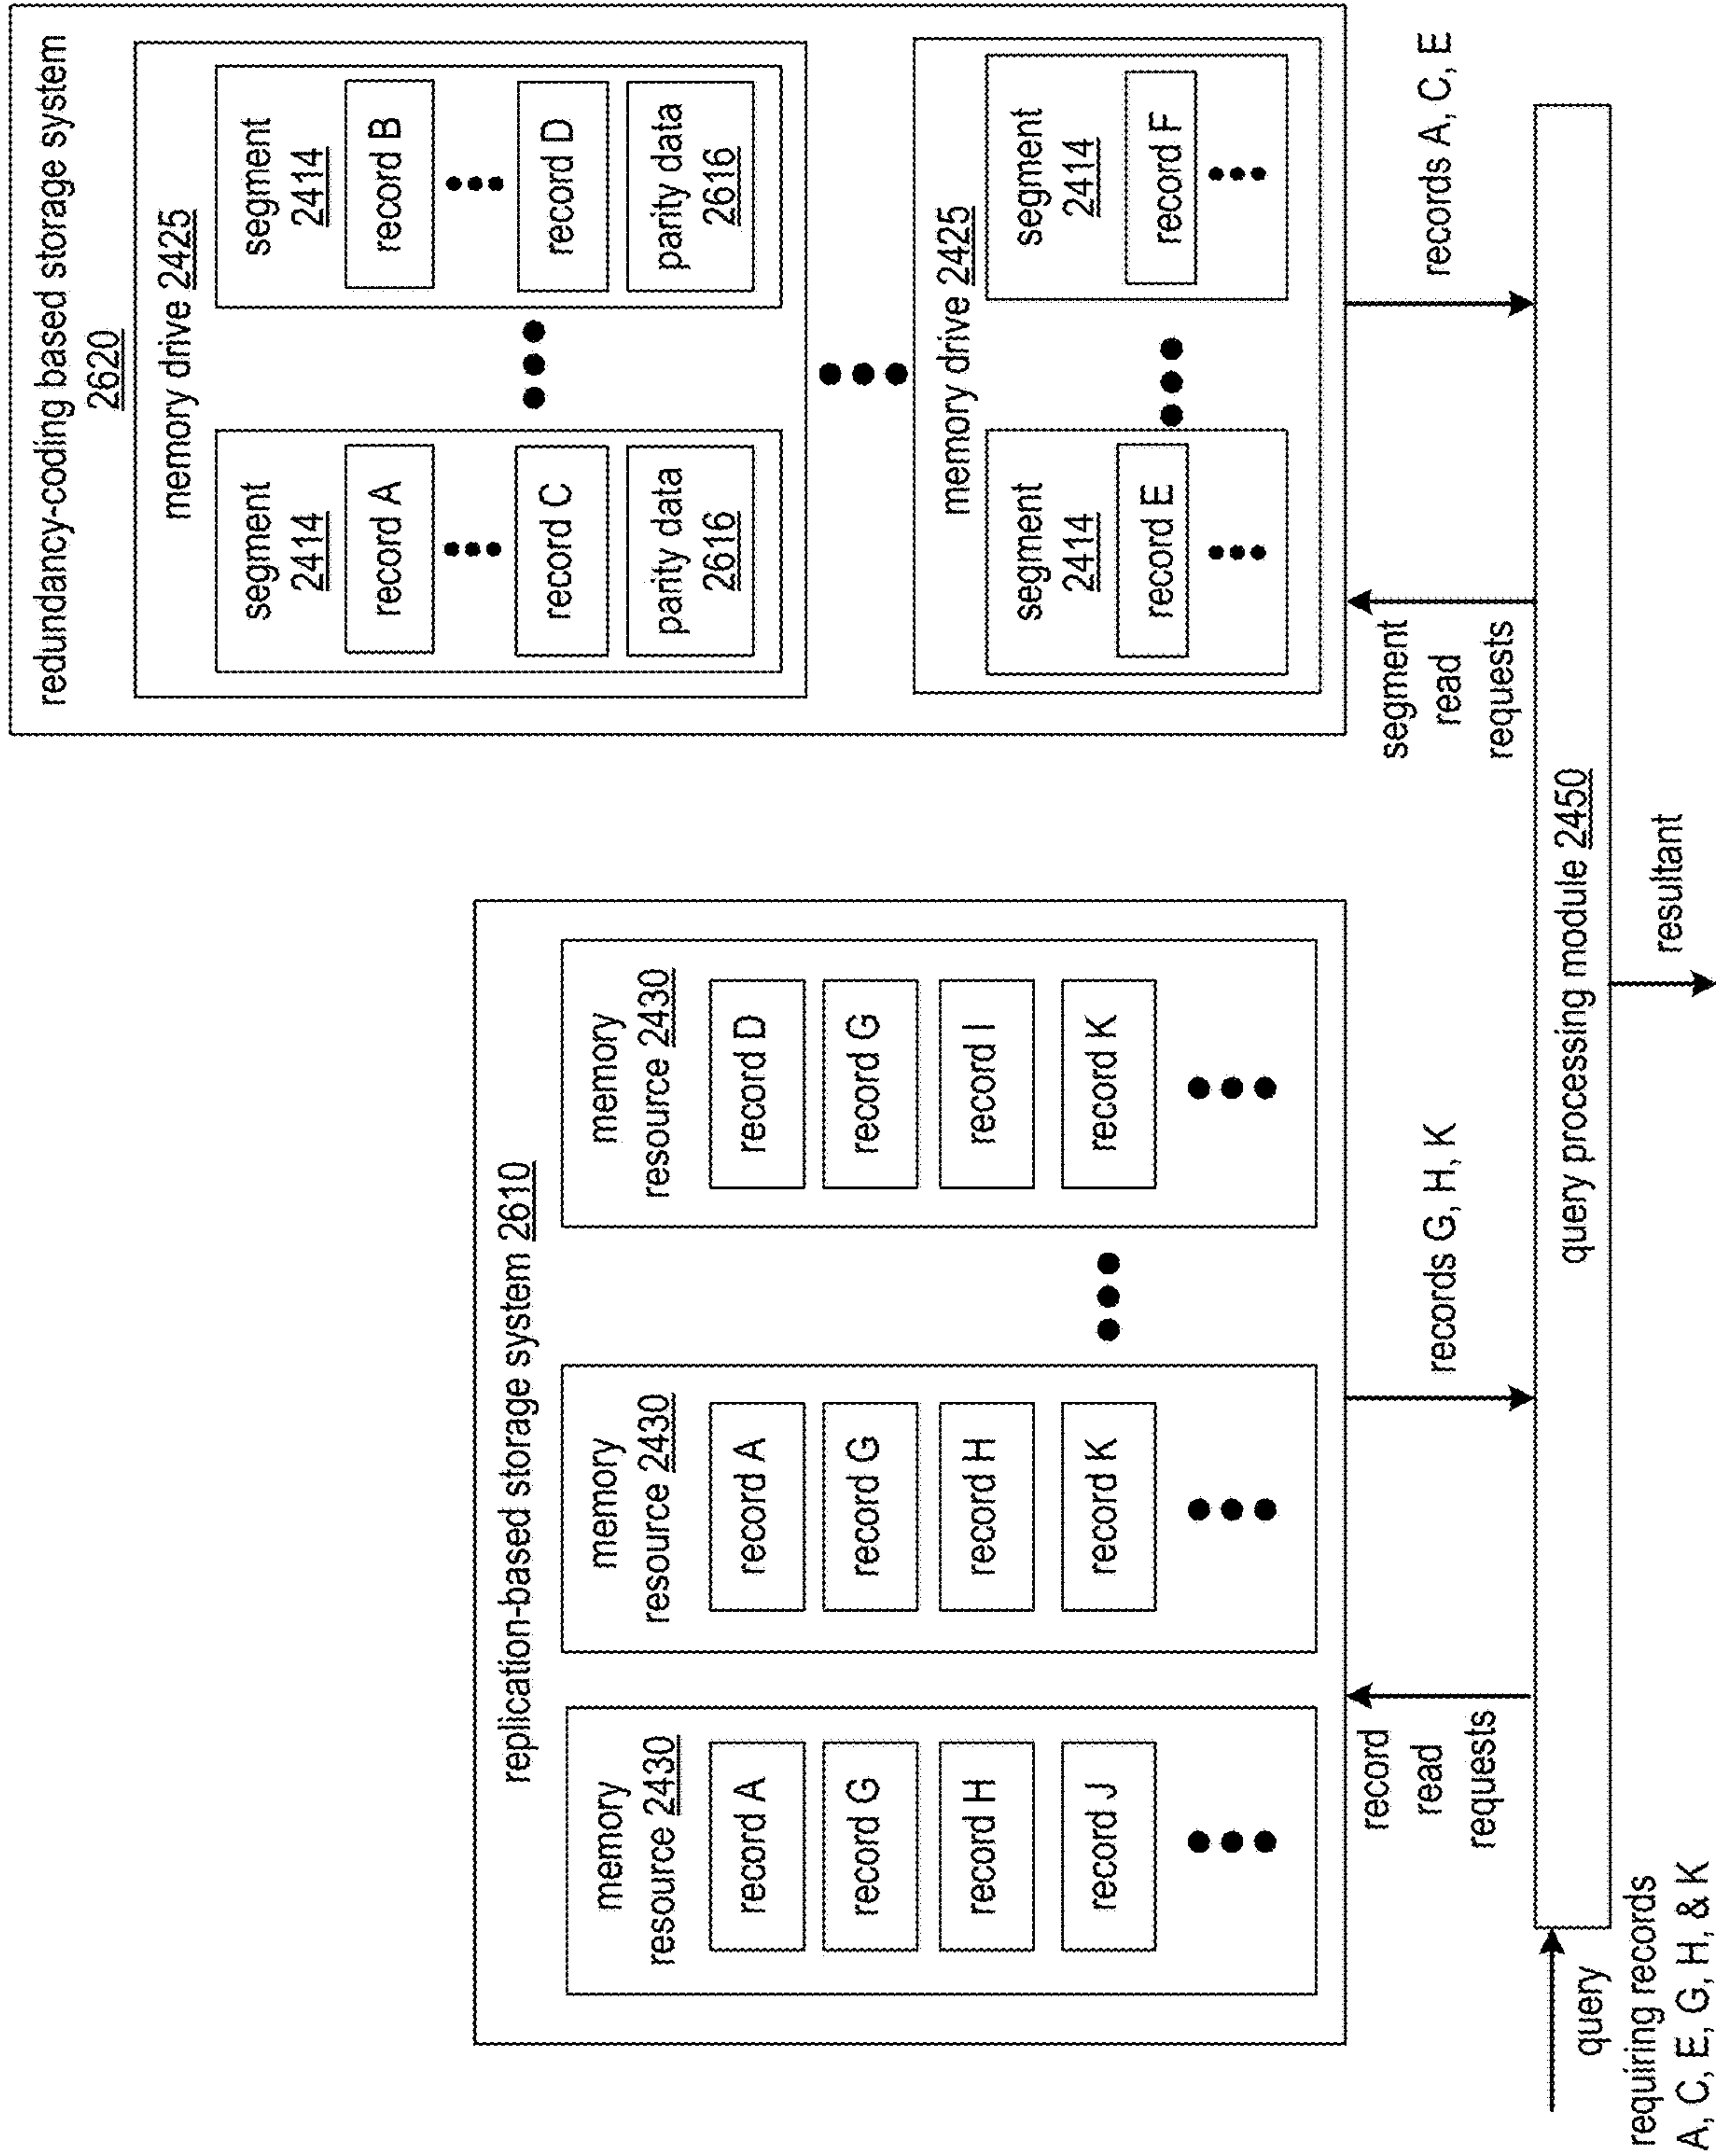 replication-based storage system 2610
memory
resource 2430
record A
record G
record H
record J
memory
resource 2430
record A
record G
record H
record K
memory
resource 2430
record D
record G
record I
record K
redundancy-coding based storage system
2620
memory drive 2425
segment
2414
record A
record C
parity data
2616
segment
2414
record B
record D
parity data
2616
memory drive 2425
segment
2414
record E
segment
2414
record F
record
read
requests
records G, H, K
segment
read
requests
records A, C, E
query
requiring records
A, C, E, G, H, & K
query processing module 2450
resultant